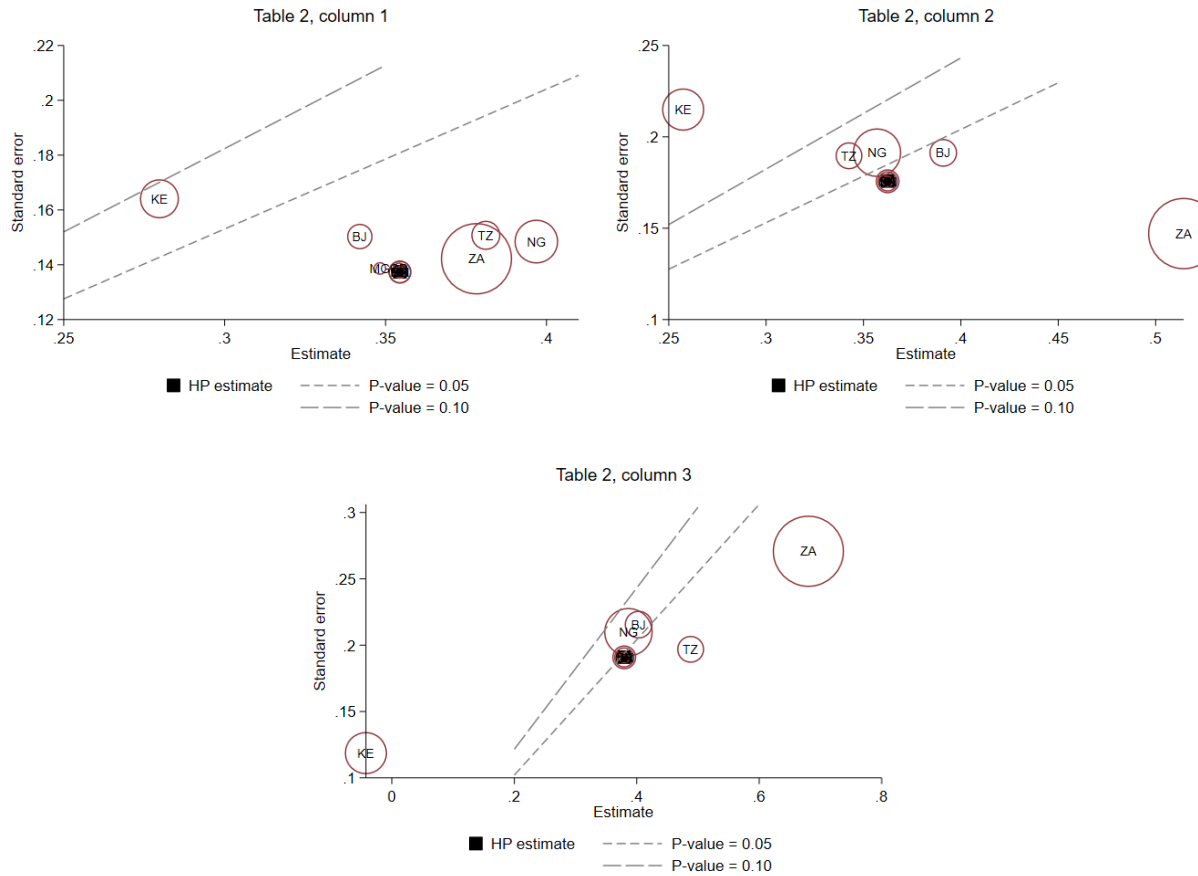 Table 2, column 1
.22
.2
.18
.16
.14
.12
Standard error
KE
BJ
TZ
NG
ZA
MG
.25
.3
.35
.4
Estimate
HP estimate
P-value = 0.05
P-value = 0.10
Table 2, column 2
.25
.2
.15
.1
Standard error
KE
TZ
NG
BJ
ZA
.25
.3
.35
.4
.45
.5
Estimate
HP estimate
P-value = 0.05
P-value = 0.10
Table 2, column 3
.3
.25
.2
.15
.1
Standard error
ZA
NG
BJ
TZ
KE
0
.2
.4
.6
.8
Estimate
HP estimate
P-value = 0.05
P-value = 0.10